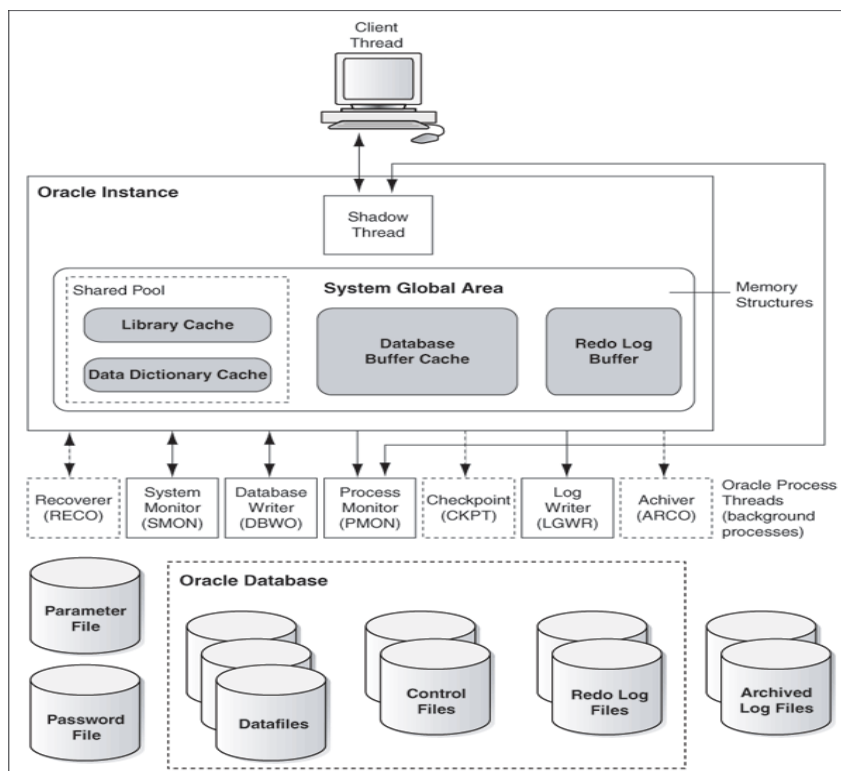 Client
Thread
Oracle Instance
Shadow
Thread
Shared Pool
System Global Area
Memory
Structures
Library Cache
Data Dictionary Cache
Database
Buffer Cache
Redo Log
Buffer
Recoverer
(RECO)
System
Monitor
(SMON)
Database
Writer
(DBWO)
Process
Monitor
(PMON)
Checkpoint
(CKPT)
Log
Writer
(LGWR)
Achiver
(ARCO)
Oracle Process
Threads
(background
processes)
Parameter
File
Password
File
Oracle Database
Datafiles
Control
Files
Redo Log
Files
Archived
Log Files